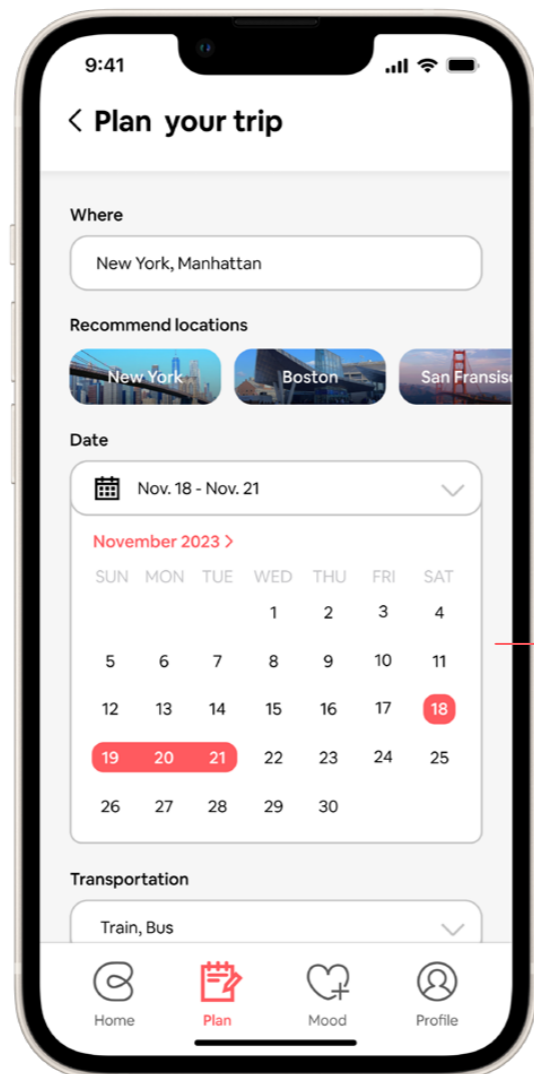 9:41
< Plan your trip
Where
New York, Manhattan
Recommend locations
New York Boston San Fransisc
Date
Nov. 18 - Nov. 21
November 2023 >
SUN MON TUE WED THU FRI SAT
1 2 3 4
5 6 7 8 9 10 11
12 13 14 15 16 17 18
19 20 21 22 23 24 25
26 27 28 29 30
Transportation
Train, Bus
Home Plan Mood Profile